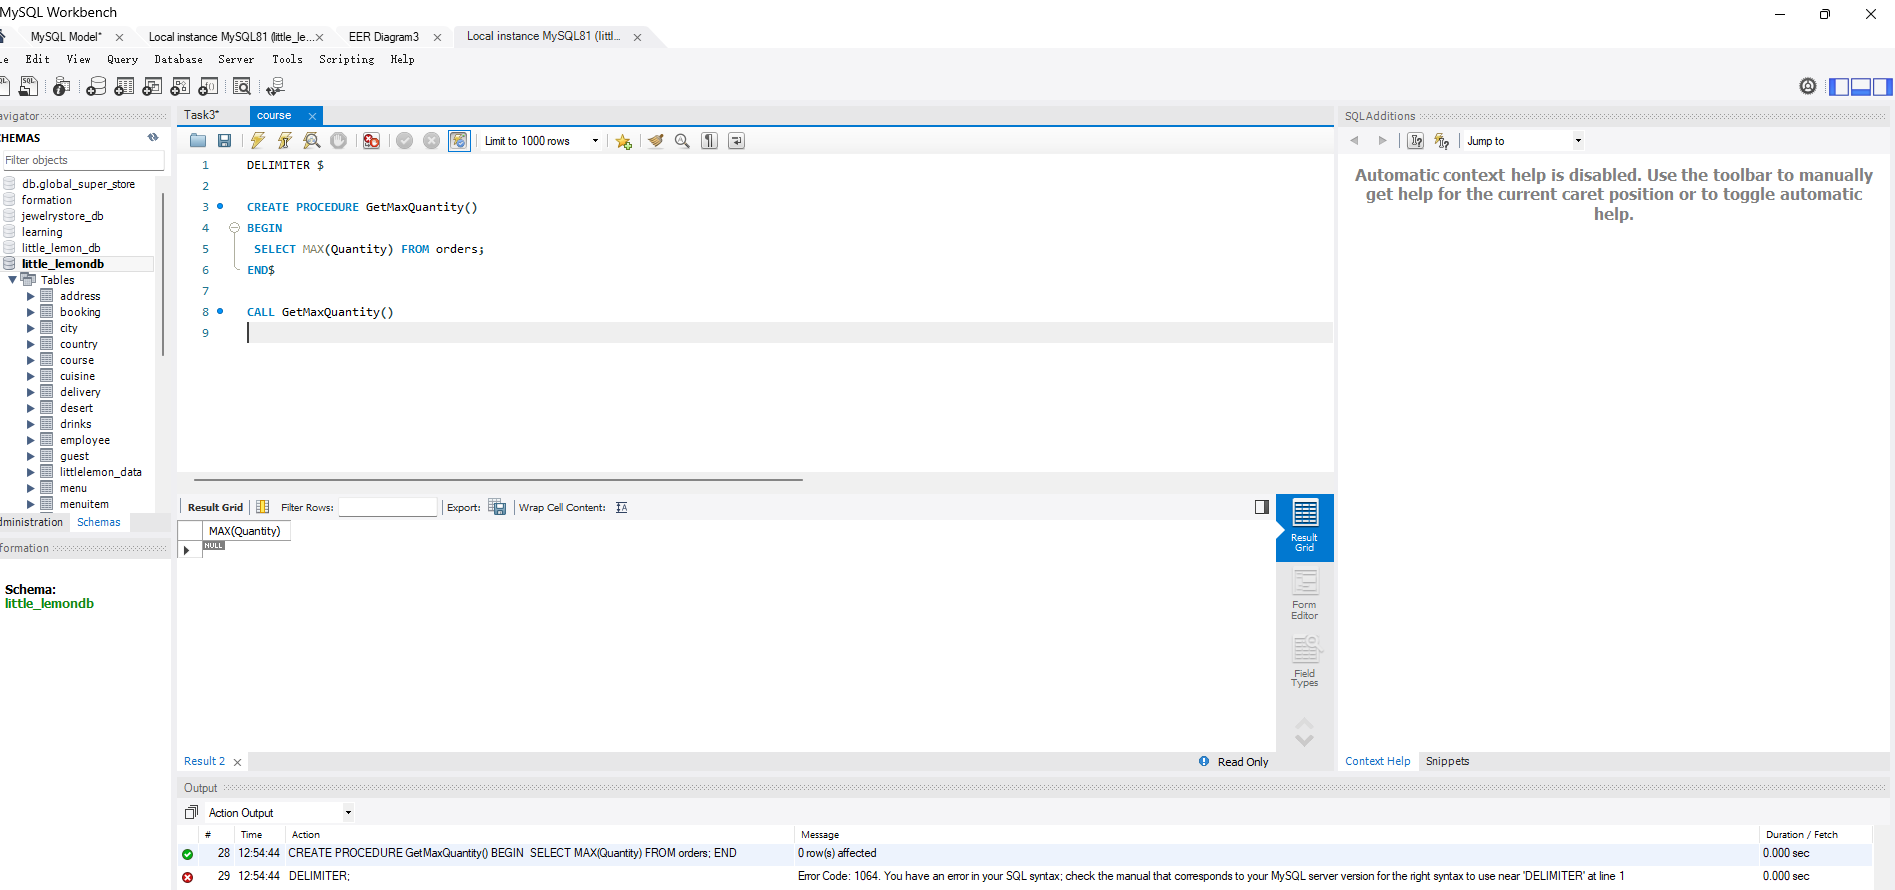 MySQL Workbench
MySQL Model*
Local instance MySQL81 (little_le...
EER Diagram3
Local instance MySQL81 (littl...
le Edit View Query Database Server Tools Scripting Help
avigator
Task3*
course
SQLAdditions
HEMAS
Limit to 1000 rows
Jump to
Filter objects
db.global_super_store
formation
jewelrystore_db
learning
little_lemon_db
little_lemondb
Tables
address
booking
city
country
course
cuisine
delivery
desert
drinks
employee
guest
littlelemon_data
menu
menuitem
dministration Schemas
formation
Schema:
little_lemondb
1 DELIMITER $
2
3 CREATE PROCEDURE GetMaxQuantity()
4 BEGIN
5 SELECT MAX(Quantity) FROM orders;
6 END$
7
8 CALL GetMaxQuantity()
9
Automatic context help is disabled. Use the toolbar to manually
get help for the current caret position or to toggle automatic
help.
Result Grid Filter Rows: Export: Wrap Cell Content:
MAX(Quantity)
NULL
Result
Grid
Form
Editor
Field
Types
Result 2
Read Only
Context Help Snippets
Output
Action Output
# Time Action Message Duration / Fetch
28 12:54:44 CREATE PROCEDURE GetMaxQuantity() BEGIN SELECT MAX(Quantity) FROM orders; END 0 row(s) affected 0.000 sec
29 12:54:44 DELIMITER; Error Code: 1064. You have an error in your SQL syntax; check the manual that corresponds to your MySQL server version for the right syntax to use near 'DELIMITER' at line 1 0.000 sec